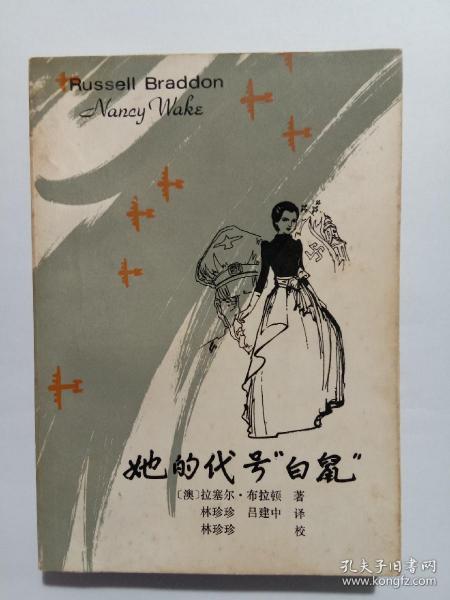 Russell Braddon
Nancy Wake
她的代号“白鼠”
〔澳〕拉塞尔·布拉顿 著
林珍珍 吕建中 译
林珍珍 校
孔夫子旧书网
www.kongfz.com